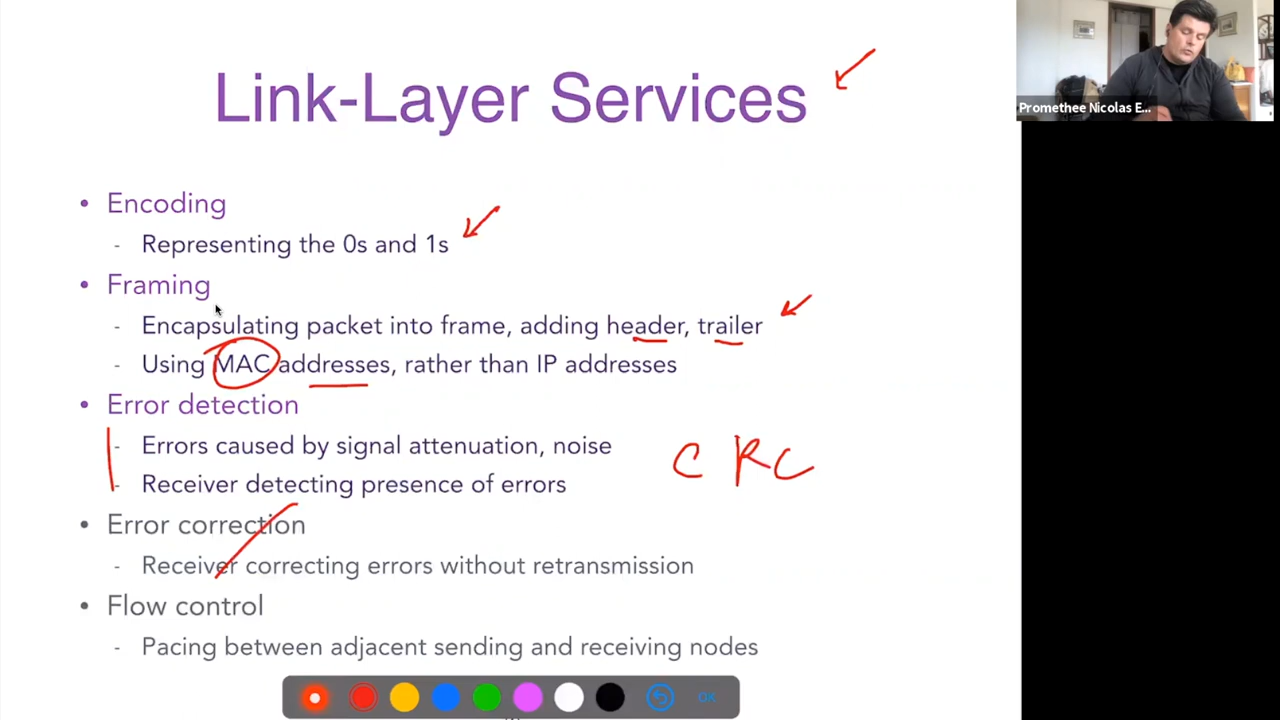 Link-Layer Services
Promethee Nicolas E...
• Encoding
- Representing the 0s and 1s
• Framing
- Encapsulating packet into frame, adding header, trailer
- Using MAC addresses, rather than IP addresses
• Error detection
- Errors caused by signal attenuation, noise
- Receiver detecting presence of errors
CRC
• Error correction
- Receiver correcting errors without retransmission
• Flow control
- Pacing between adjacent sending and receiving nodes
OK